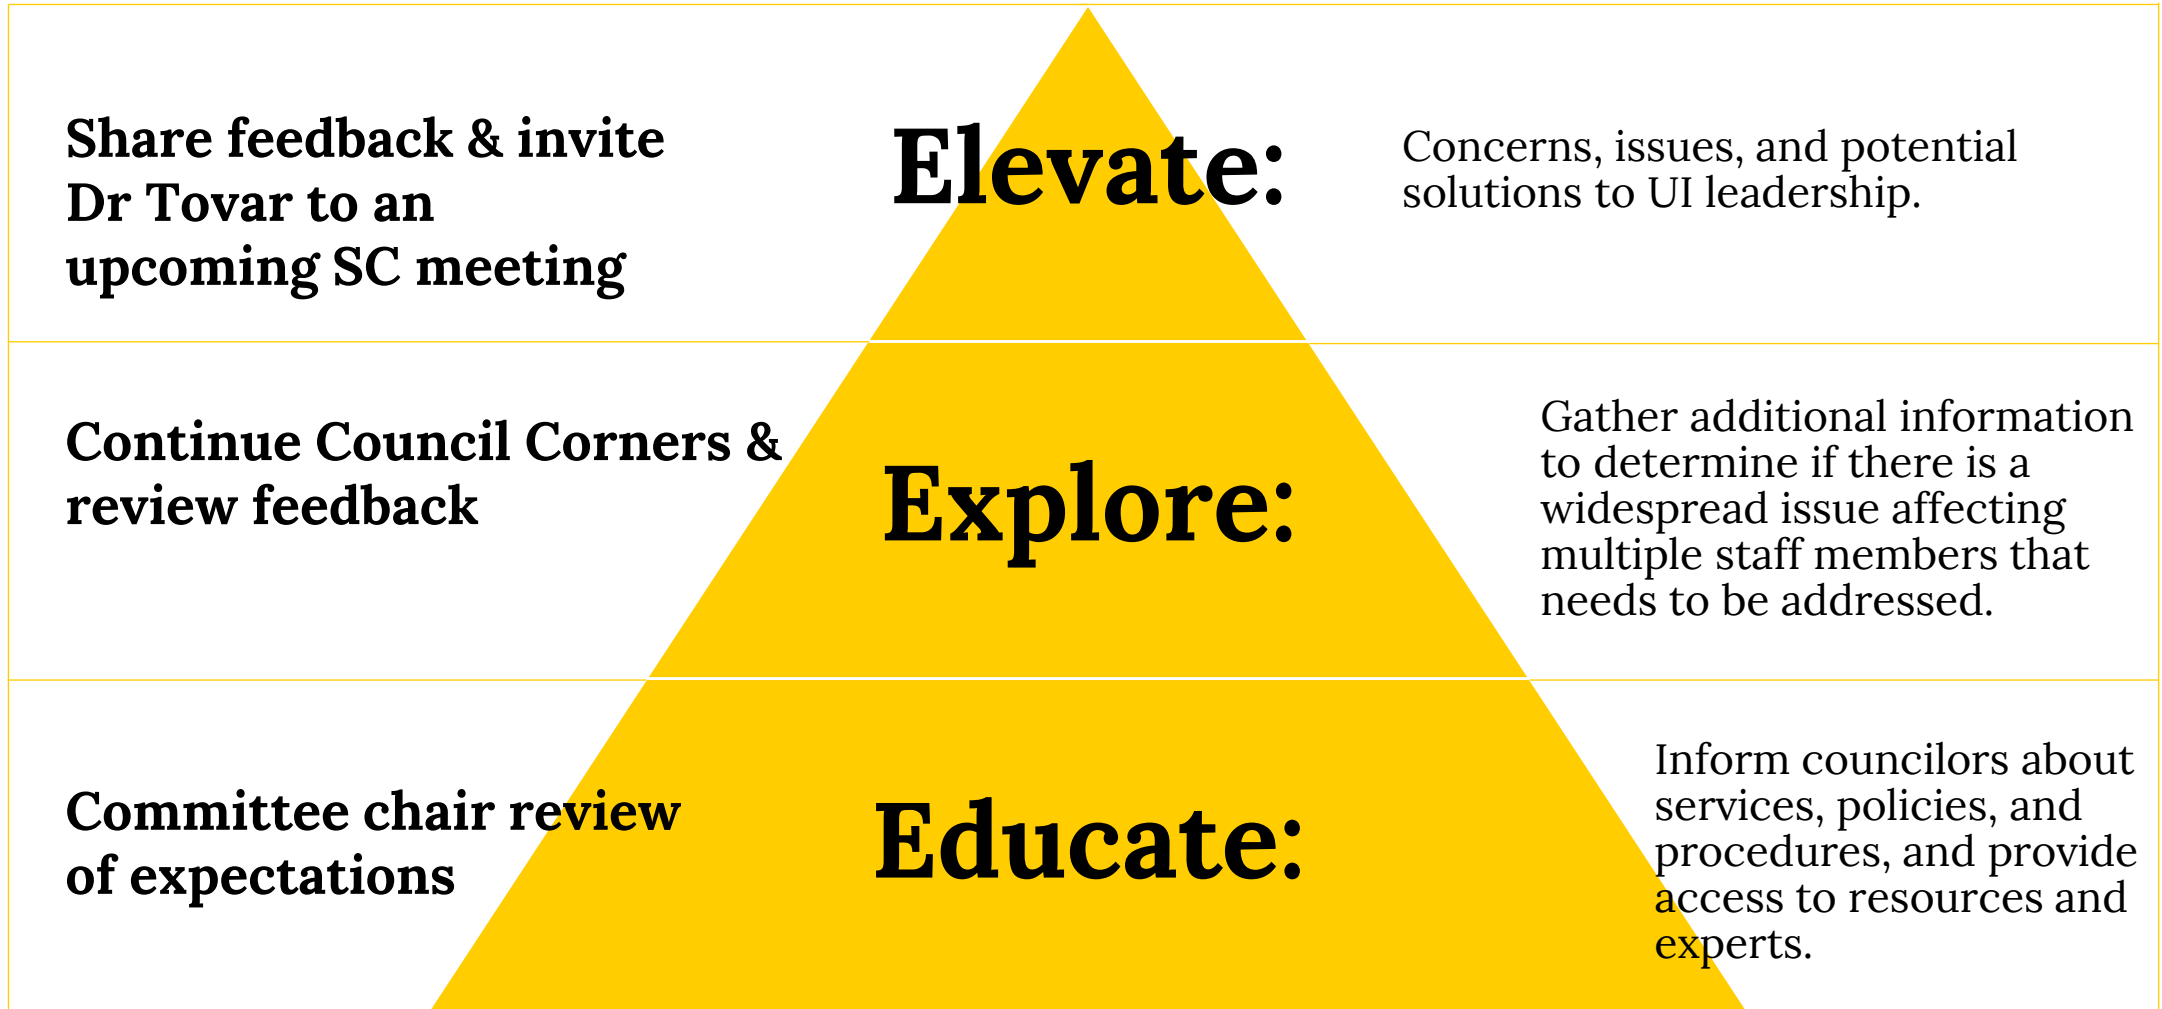 Share feedback & invite
Dr Tovar to an
upcoming SC meeting
Elevate:
Concerns, issues, and potential
solutions to UI leadership.
Continue Council Corners &
review feedback
Explore:
Gather additional information
to determine if there is a
widespread issue affecting
multiple staff members that
needs to be addressed.
Committee chair review
of expectations
Educate:
Inform councilors about
services, policies, and
procedures, and provide
access to resources and
experts.